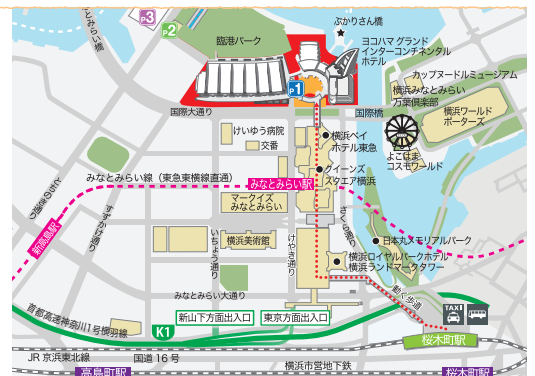 ぷかりさん橋
P3
P2
臨港パーク
ヨコハマ グランド
インターコンチネンタル
ホテル
みなとみらい橋
カップヌードルミュージアム
P1
横浜みなとみらい
万葉倶楽部
国際大通り
国際橋
横浜ワールド
ポーターズ
けいゆう病院
交番
横浜ベイ
ホテル東急
よこはま
コスモワールド
みなとみらい線（東急東横線直通）
みなとみらい駅
クイーンズ
スクエア横浜
とちのき通り
すずかけ通り
マークイズ
みなとみらい
さくら通り
新高島駅
いちょう通り
横浜美術館
けやき通り
日本丸メモリアルパーク
横浜ロイヤルパークホテル
横浜ランドマークタワー
みなとみらい大通り
動く歩道
首都高速神奈川1号横羽線
新山下方面出入口
東京方面出入口
TAXI
K1
桜木町駅
JR 京浜東北線
国道 16 号
横浜市営地下鉄
高島町駅
桜木町駅